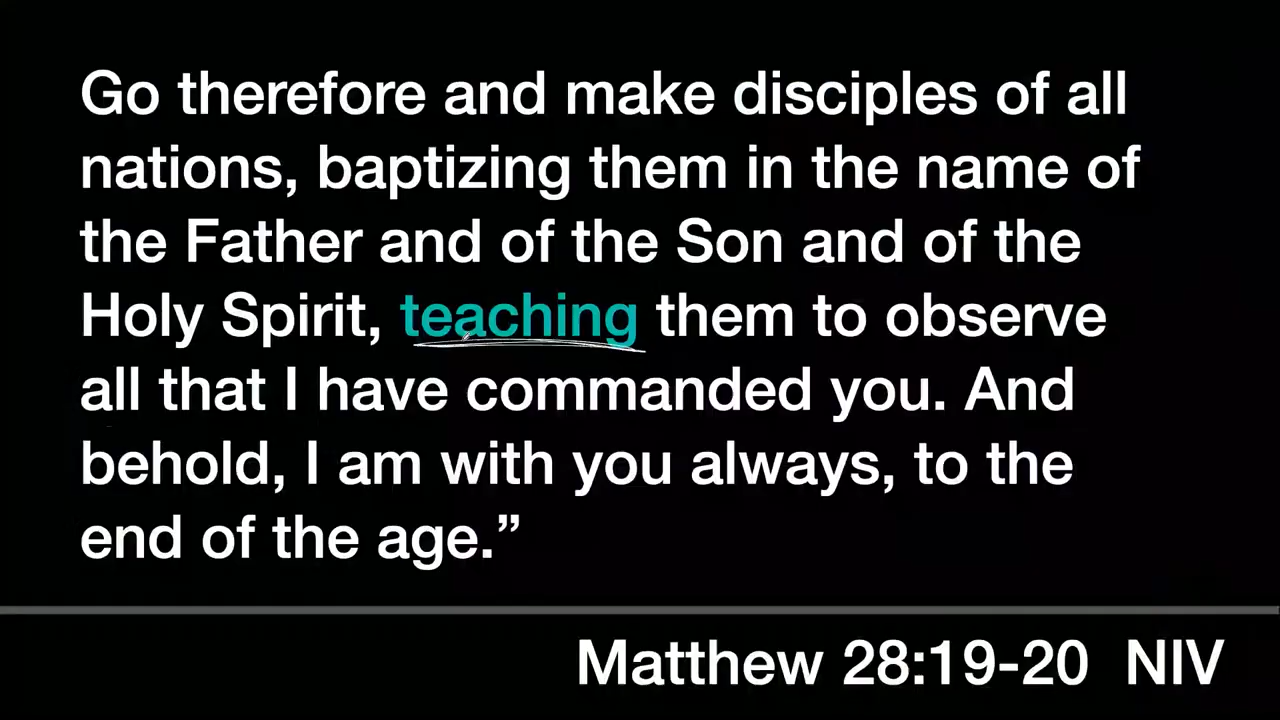 Go therefore and make disciples of all
nations, baptizing them in the name of
the Father and of the Son and of the
Holy Spirit, teaching them to observe
all that I have commanded you. And
behold, I am with you always, to the
end of the age.”
Matthew 28:19-20 NIV